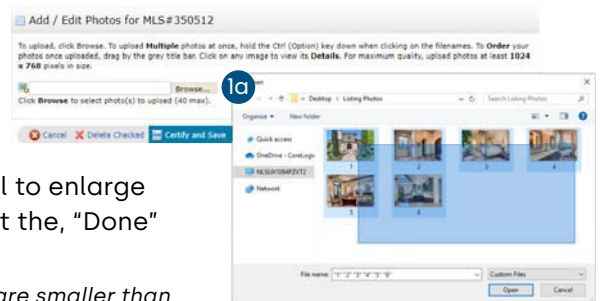 Add / Edit Photos for MLS#350512
To upload, click Browse. To upload Multiple photos at once, hold the Ctrl (Option) key down when clicking on the filenames. To Order your
photos once uploaded, drag by the grey title bar. Click on any image to view its Details. For maximum quality, upload photos at least 1024
x 768 pixels in size.
Browse...
Click Browse to select photo(s) to upload (40 max).
Cancel Delete Checked Certify and Save
1a
Desktop › Listing Photos
Search Listing Photos
Organize New folder
Quick access
OneDrive - CoreLogic
Network
1 2 3 4
5 6
File name: "1" "2" "3" "4" "5" "6"
Custom Files
Open Cancel
l to enlarge
t the, “Done”
are smaller than